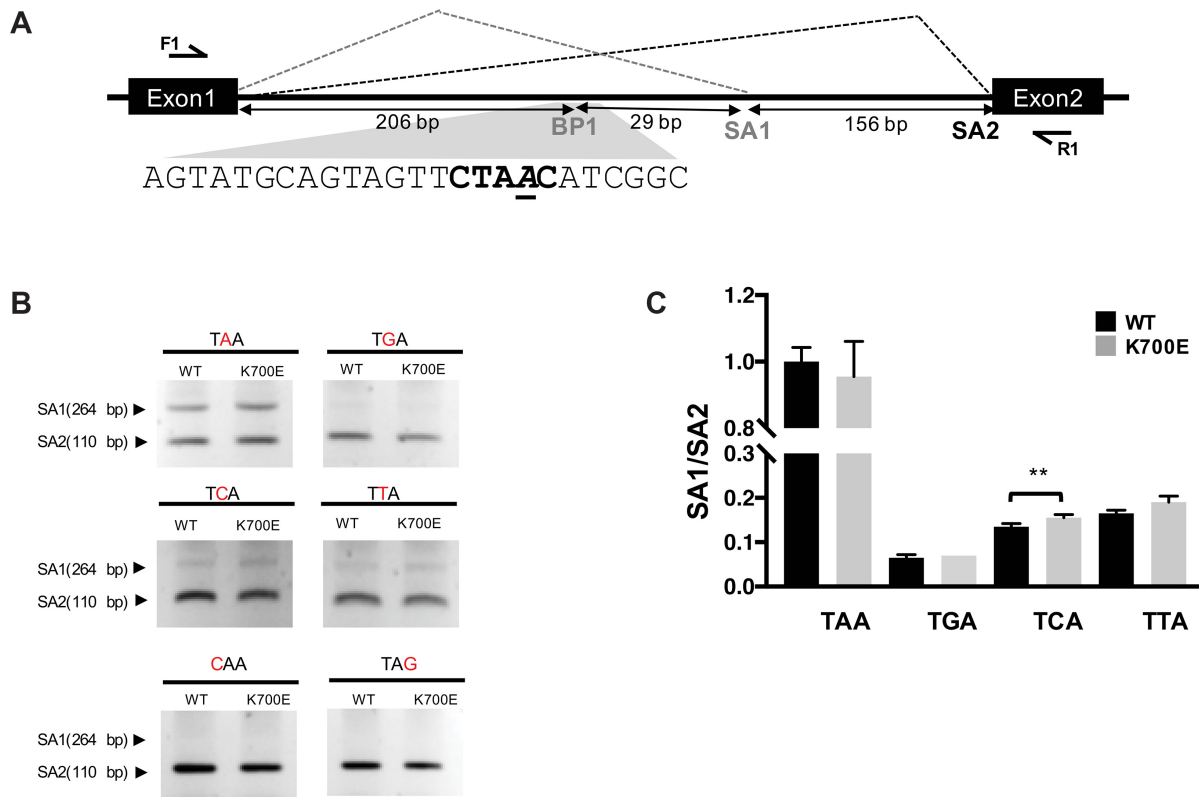 A
F1
Exon1
Exon2
206 bp
BP1
29 bp
SA1
156 bp
SA2
R1
AGTATGCAGTAGTTCTAACATCGGC
B
TAA
TGA
WT K700E WT K700E
SA1(264 bp)
SA2(110 bp)
TCA
TTA
WT K700E WT K700E
SA1(264 bp)
SA2(110 bp)
CAA
TAG
WT K700E WT K700E
SA1(264 bp)
SA2(110 bp)
C
SA1/SA2
1.2
1.0
0.8
0.3
0.2
0.1
0.0
**
WT
K700E
TAA TGA TCA TTA